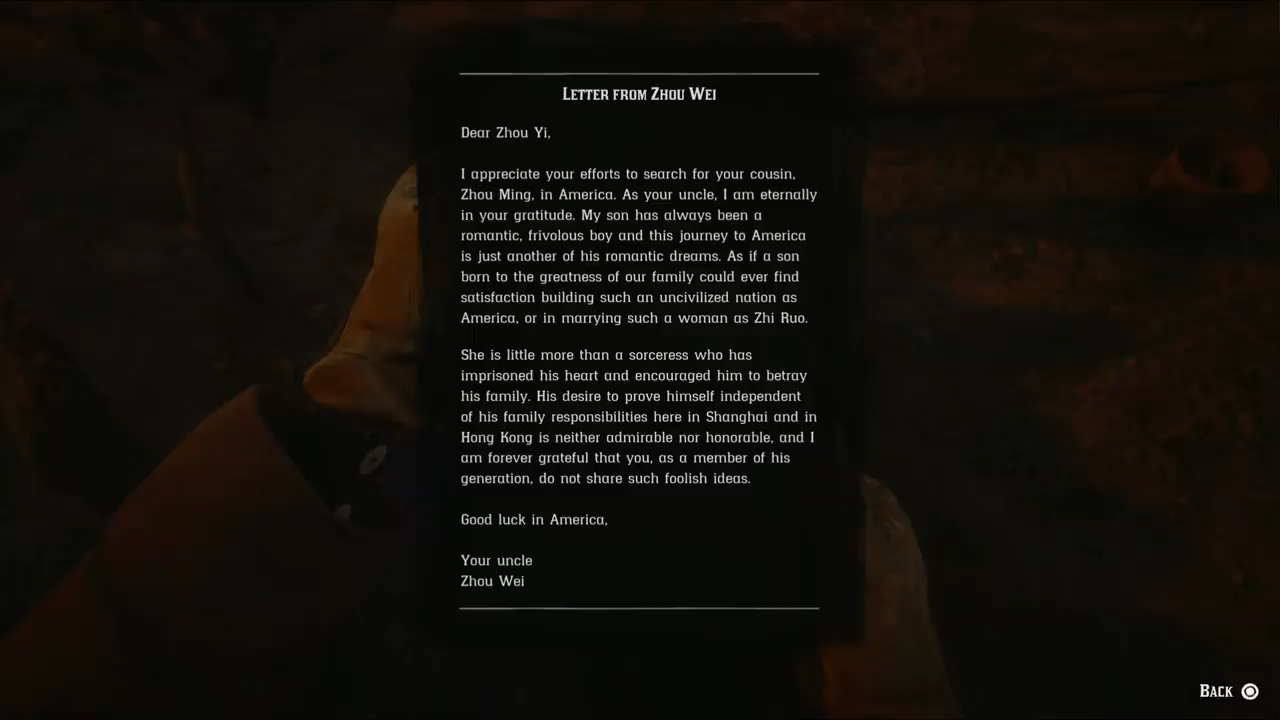 Letter from Zhou Wei
Dear Zhou Yi,
I appreciate your efforts to search for your cousin,
Zhou Ming, in America. As your uncle, I am eternally
in your gratitude. My son has always been a
romantic, frivolous boy and this journey to America
is just another of his romantic dreams. As if a son
born to the greatness of our family could ever find
satisfaction building such an uncivilized nation as
America, or in marrying such a woman as Zhi Ruo.
She is little more than a sorceress who has
imprisoned his heart and encouraged him to betray
his family. His desire to prove himself independent
of his family responsibilities here in Shanghai and in
Hong Kong is neither admirable nor honorable, and I
am forever grateful that you, as a member of his
generation, do not share such foolish ideas.
Good luck in America,
Your uncle
Zhou Wei
Back